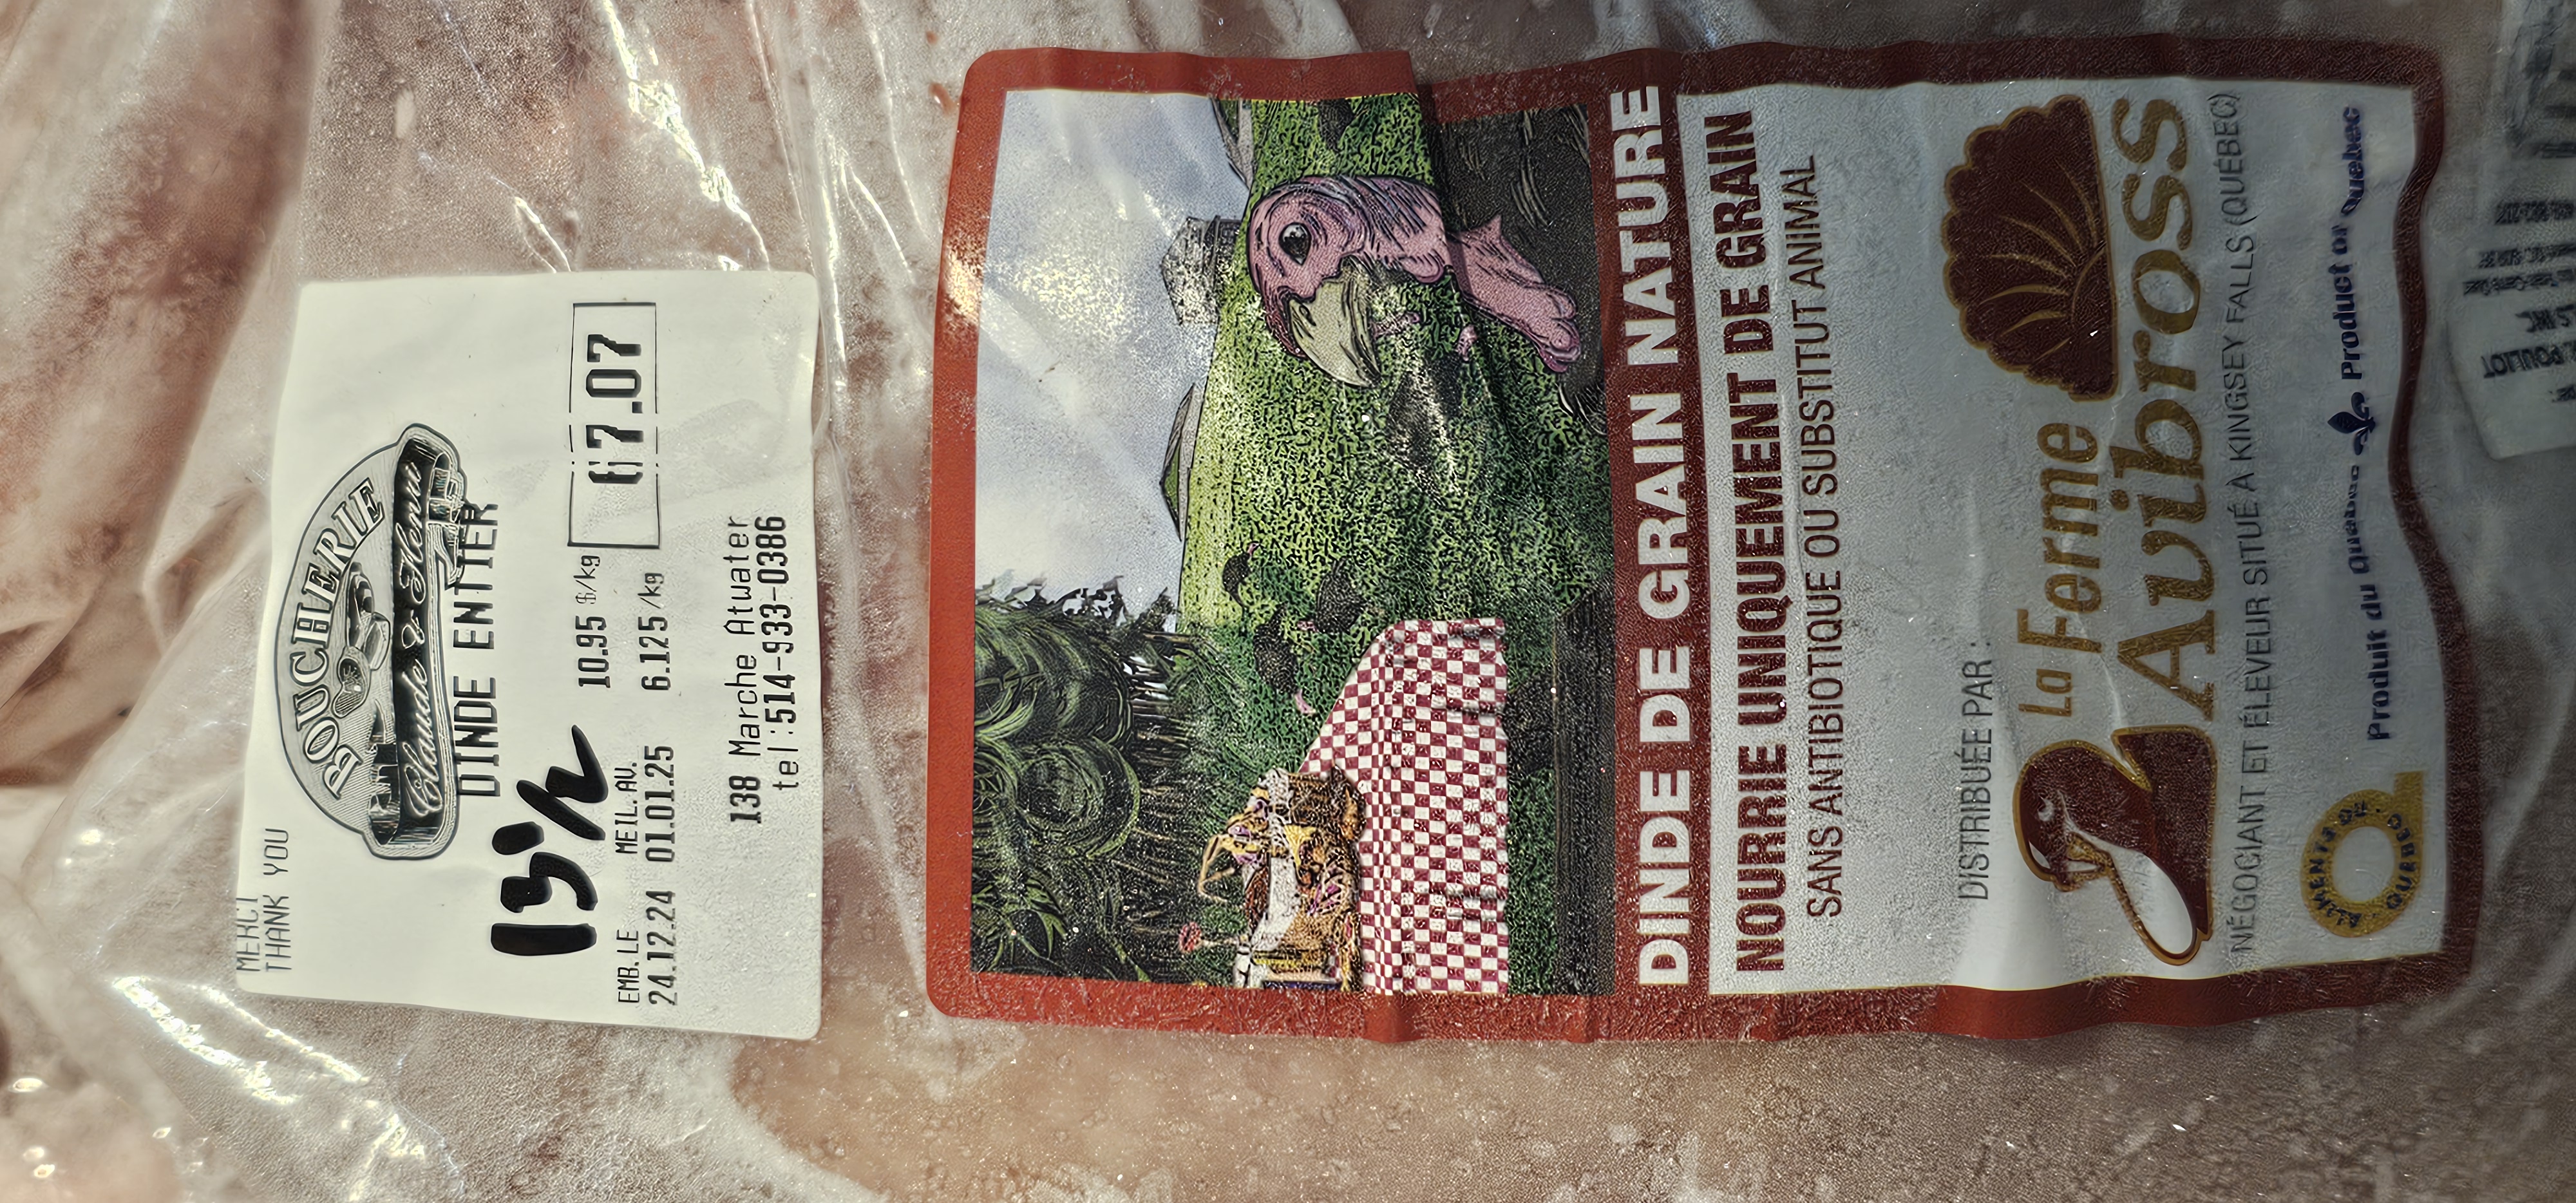 MERCI
THANK YOU
BOUCHERIE
Claude & Henri
DINDE ENTIER
10.95 $/kg
67.07
EMB. LE
MEIL. AV.
24.12.24 01.01.25 6.125/kg
138 Marche Atwater
tel:514-933-0386
DINDE DE GRAIN NATURE
NOURRIE UNIQUEMENT DE GRAIN
SANS ANTIBIOTIQUE OU SUBSTITUT ANIMAL
DISTRIBUÉE PAR :
La Ferme
Avibross
NÉGOCIANT ET ÉLEVEUR SITUÉ À KINGSEY FALLS (QUÉBEC)
ALIMENTS DU QUÉBEC
Produit du Québec Product of Quebec
POULIOT